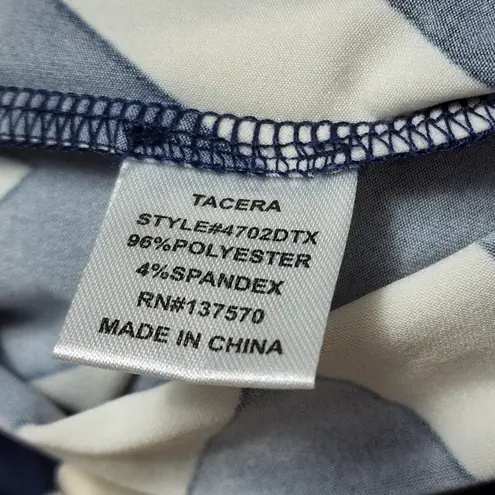 TACERA
STYLE#4702DTX
96%POLYESTER
4%SPANDEX
RN#137570
MADE IN CHINA